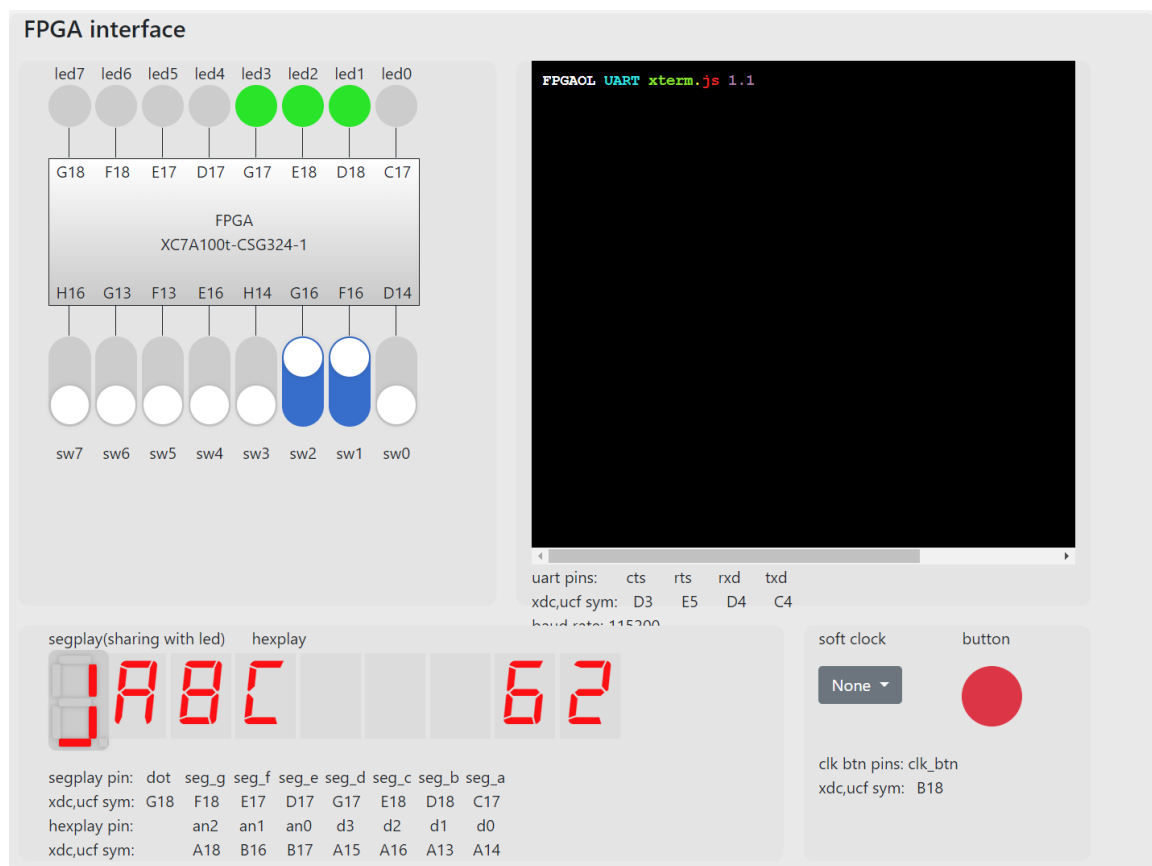 FPGA interface
led7 led6 led5 led4 led3 led2 led1 led0
G18 F18 E17 D17 G17 E18 D18 C17
FPGA
XC7A100t-CSG324-1
H16 G13 F13 E16 H14 G16 F16 D14
sw7 sw6 sw5 sw4 sw3 sw2 sw1 sw0
FPGAOL UART xterm.js 1.1
uart pins: cts rts rxd txd
xdc,ucf sym: D3 E5 D4 C4
baud rate: 115200
segplay(sharing with led) hexplay
A8C 62
segplay pin: dot seg_g seg_f seg_e seg_d seg_c seg_b seg_a
xdc,ucf sym: G18 F18 E17 D17 G17 E18 D18 C17
hexplay pin: an2 an1 an0 d3 d2 d1 d0
xdc,ucf sym: A18 B16 B17 A15 A16 A13 A14
soft clock button
None
clk btn pins: clk_btn
xdc,ucf sym: B18